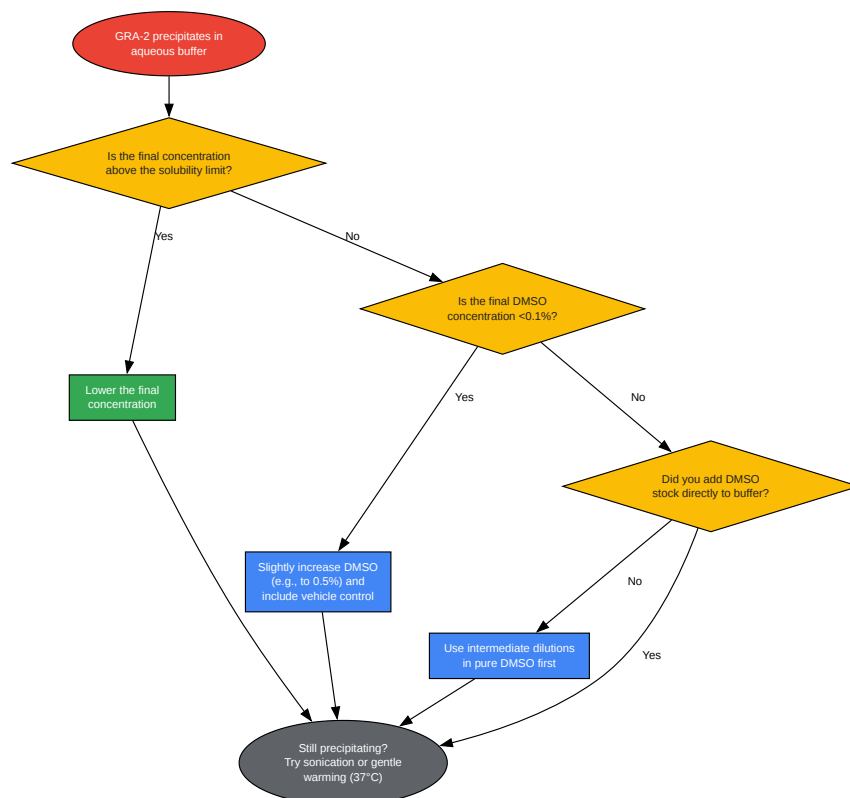 GRA-2 precipitates in
aqueous buffer
Is the final concentration
above the solubility limit?
Yes
No
Is the final DMSO
concentration <0.1%?
Lower the final
concentration
Yes
No
Did you add DMSO
stock directly to buffer?
Slightly increase DMSO
(e.g., to 0.5%) and
include vehicle control
No
Use intermediate dilutions
in pure DMSO first
Yes
Still precipitating?
Try sonication or gentle
warming (37°C)